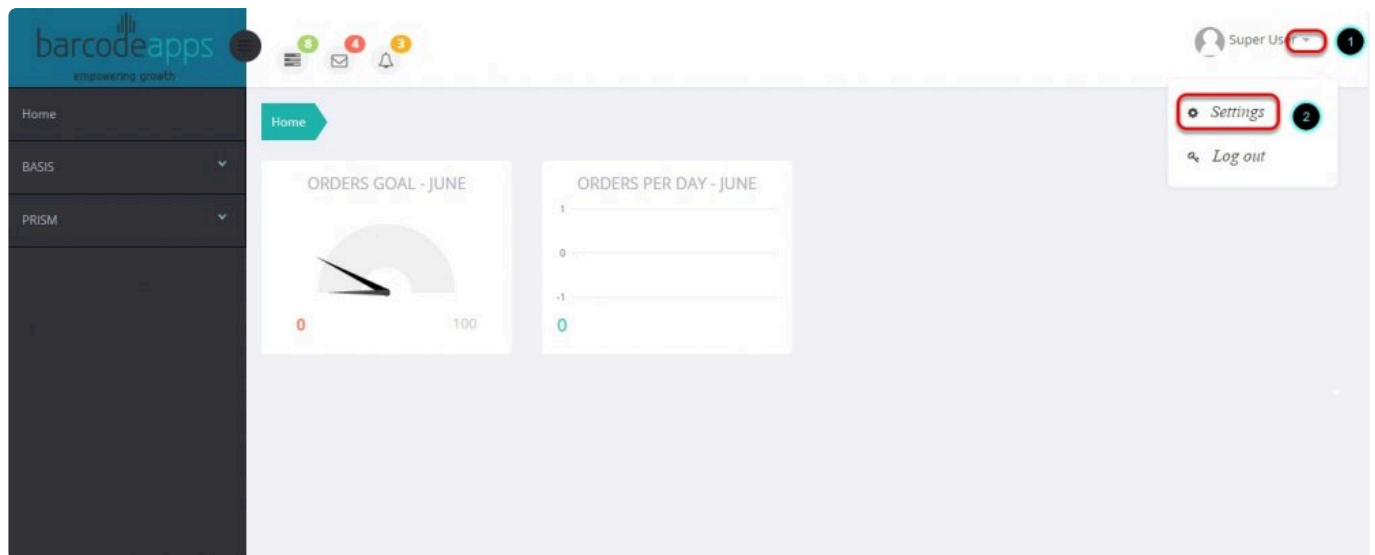 barcodeapps
empowering growth
8
4
3
Super User
1
Settings
2
Log out
Home
BASIS
PRISM
Home
ORDERS GOAL - JUNE
0
100
ORDERS PER DAY - JUNE
1
0
-1
0